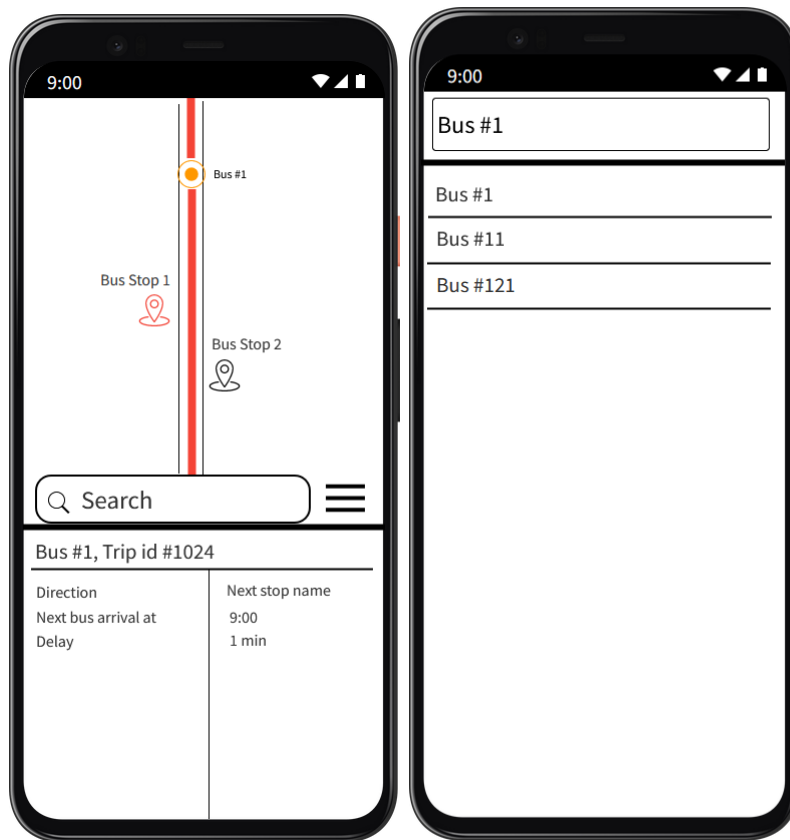 9:00
Bus #1
Bus Stop 1
Bus Stop 2
Search
Bus #1, Trip id #1024
Direction
Next stop name
Next bus arrival at
9:00
Delay
1 min
9:00
Bus #1
Bus #1
Bus #11
Bus #121